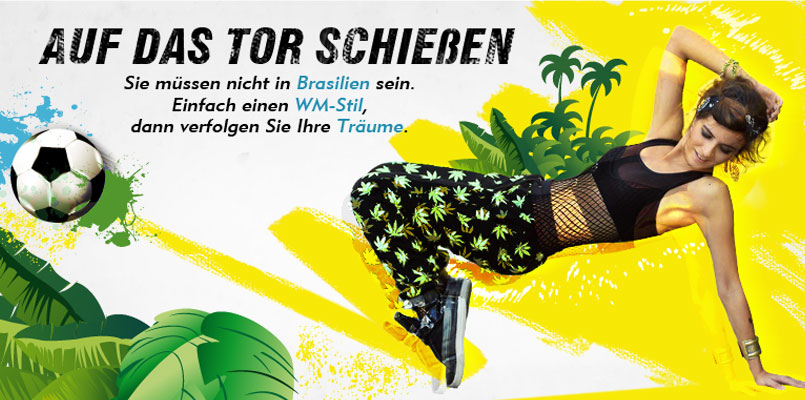 AUF DAS TOR SCHIEßEN
Sie müssen nicht in Brasilien sein.
Einfach einen WM-Stil,
dann verfolgen Sie Ihre Träume.